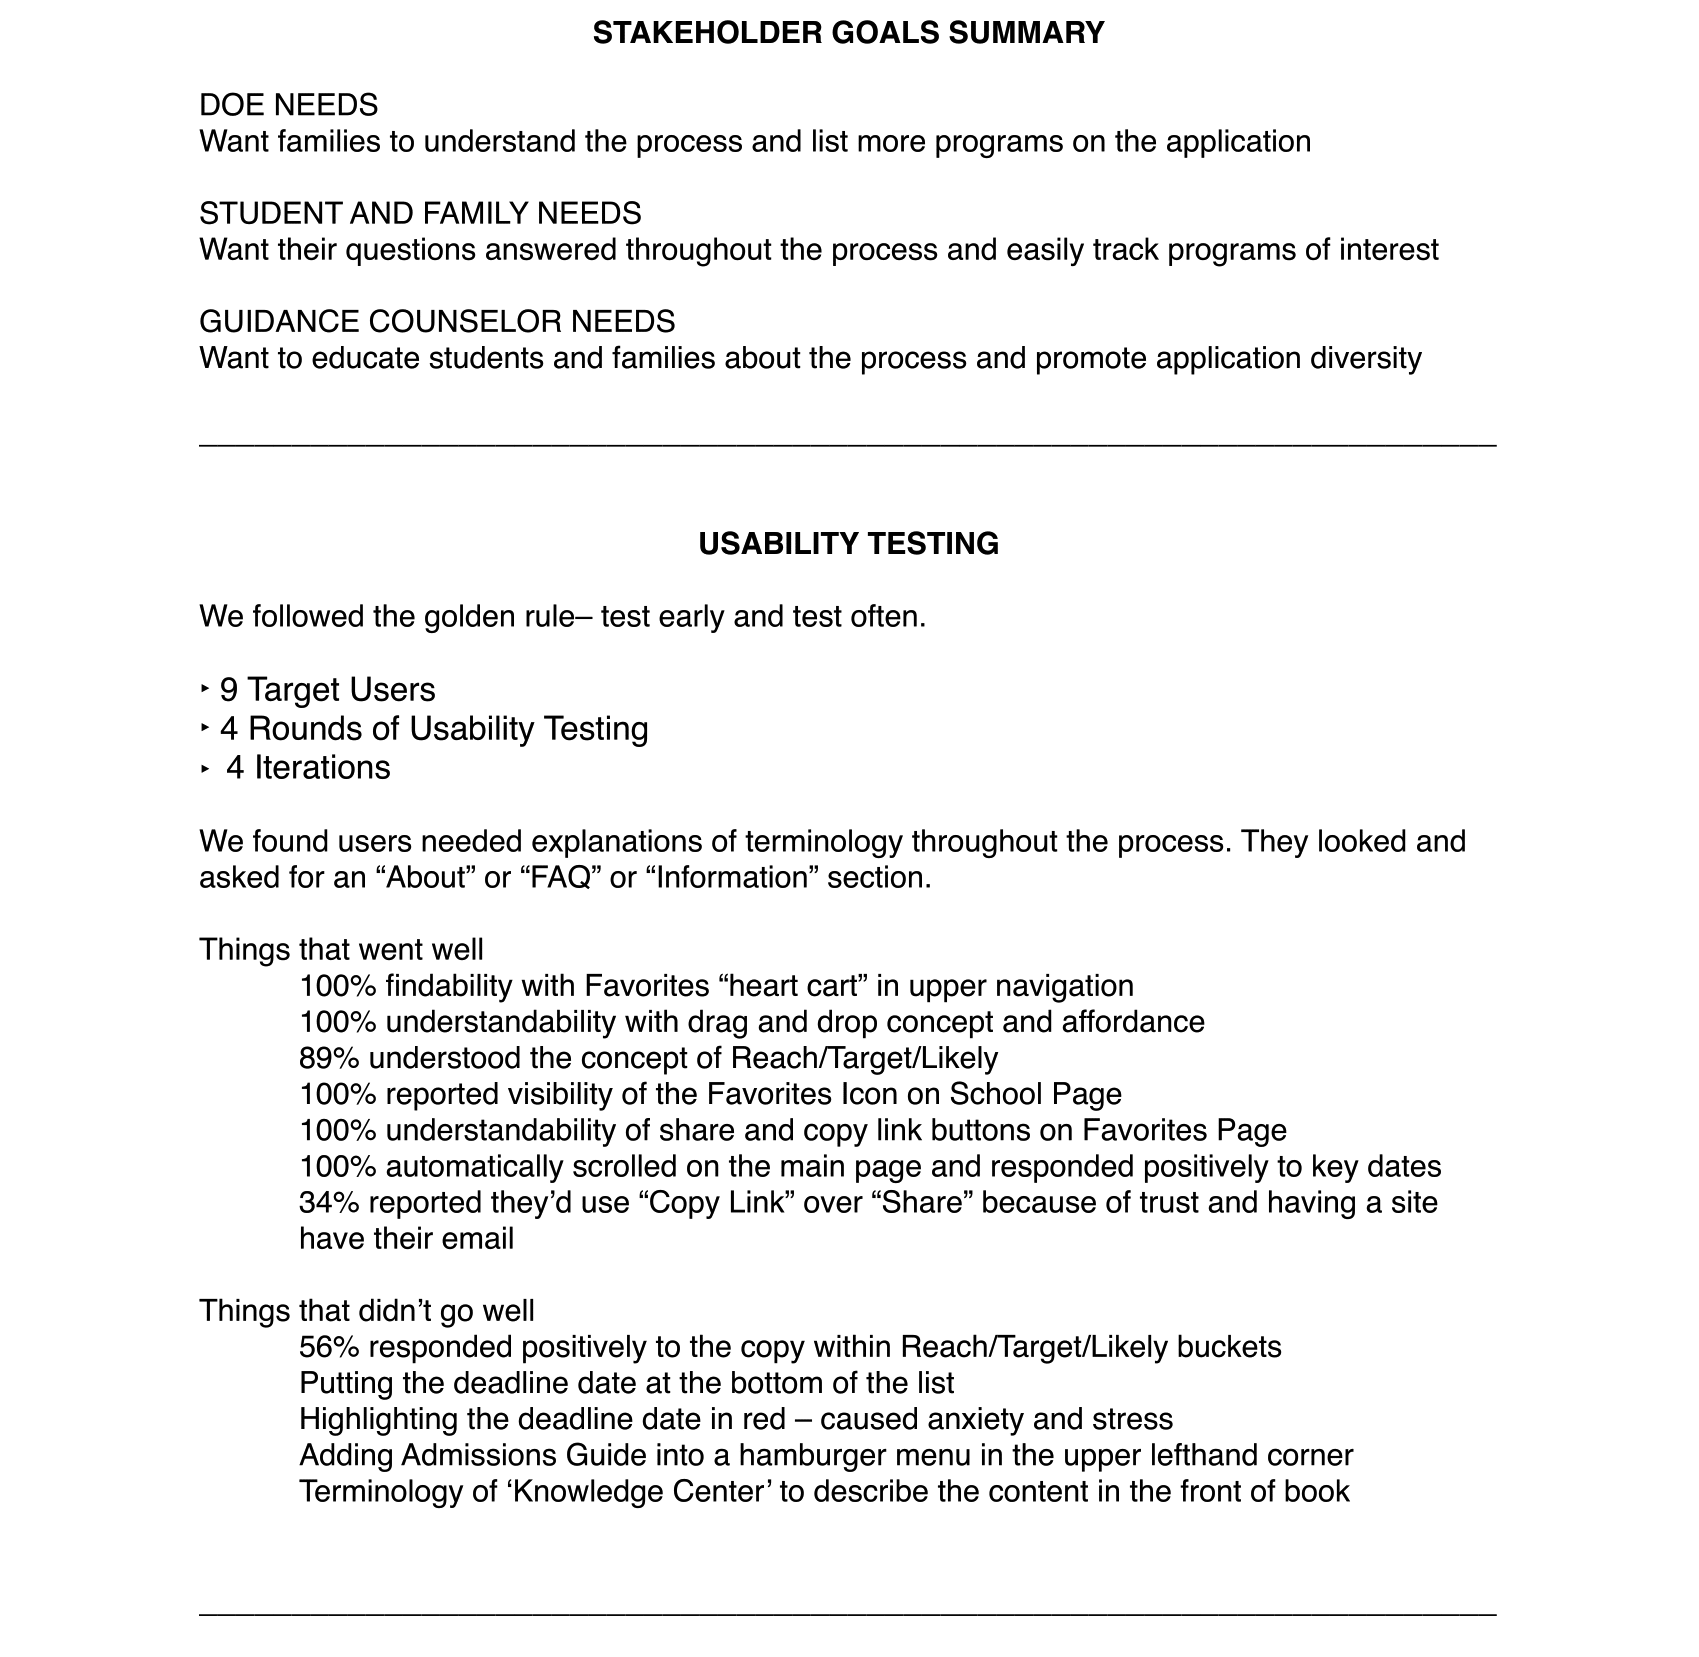 STAKEHOLDER GOALS SUMMARY
DOE NEEDS
Want families to understand the process and list more programs on the application
STUDENT AND FAMILY NEEDS
Want their questions answered throughout the process and easily track programs of interest
GUIDANCE COUNSELOR NEEDS
Want to educate students and families about the process and promote application diversity
USABILITY TESTING
We followed the golden rule– test early and test often.
‣ 9 Target Users
‣ 4 Rounds of Usability Testing
‣ 4 Iterations
We found users needed explanations of terminology throughout the process. They looked and
asked for an “About” or “FAQ” or “Information” section.
Things that went well
100% findability with Favorites “heart cart” in upper navigation
100% understandability with drag and drop concept and affordance
89% understood the concept of Reach/Target/Likely
100% reported visibility of the Favorites Icon on School Page
100% understandability of share and copy link buttons on Favorites Page
100% automatically scrolled on the main page and responded positively to key dates
34% reported they’d use “Copy Link” over “Share” because of trust and having a site
have their email
Things that didn’t go well
56% responded positively to the copy within Reach/Target/Likely buckets
Putting the deadline date at the bottom of the list
Highlighting the deadline date in red – caused anxiety and stress
Adding Admissions Guide into a hamburger menu in the upper lefthand corner
Terminology of ‘Knowledge Center’ to describe the content in the front of book